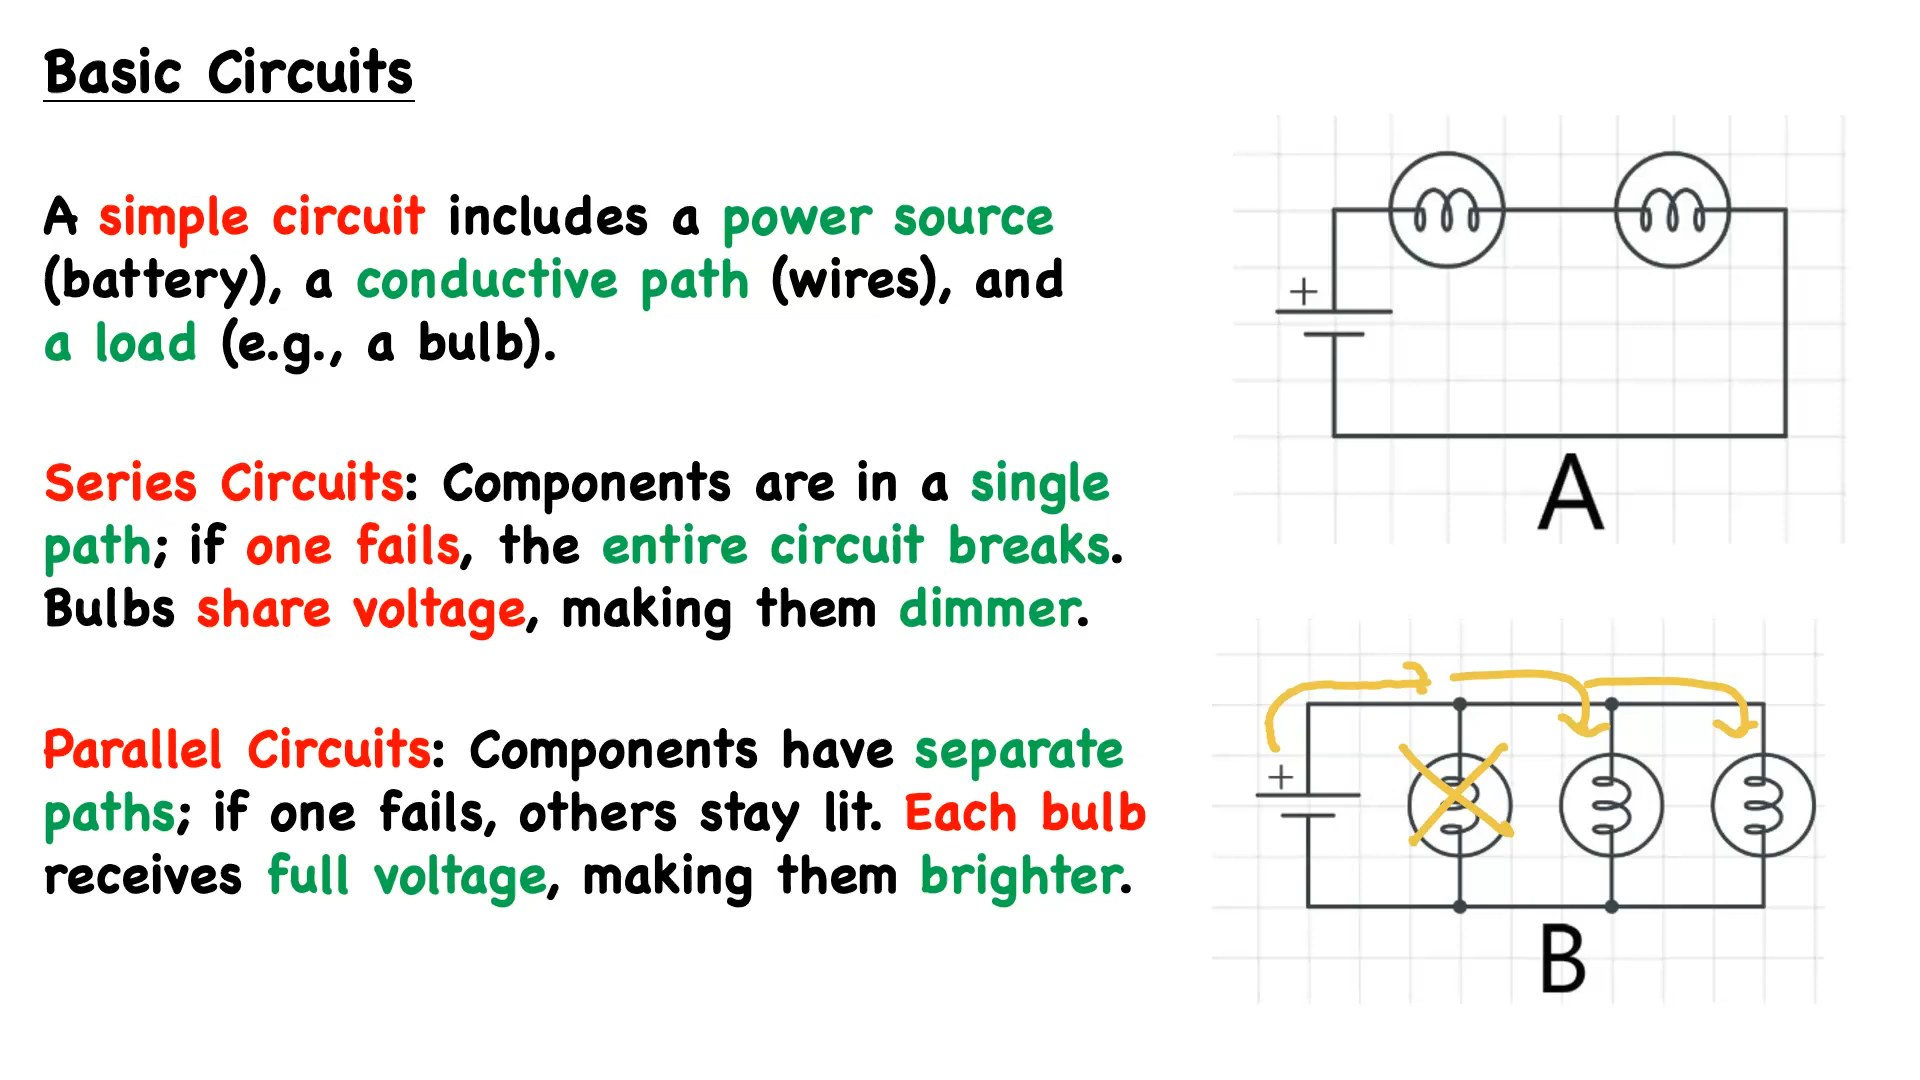 Basic Circuits
A simple circuit includes a power source
(battery), a conductive path (wires), and
a load (e.g., a bulb).
Series Circuits: Components are in a single
path; if one fails, the entire circuit breaks.
Bulbs share voltage, making them dimmer.
Parallel Circuits: Components have separate
paths; if one fails, others stay lit. Each bulb
receives full voltage, making them brighter.
+
A
+
B